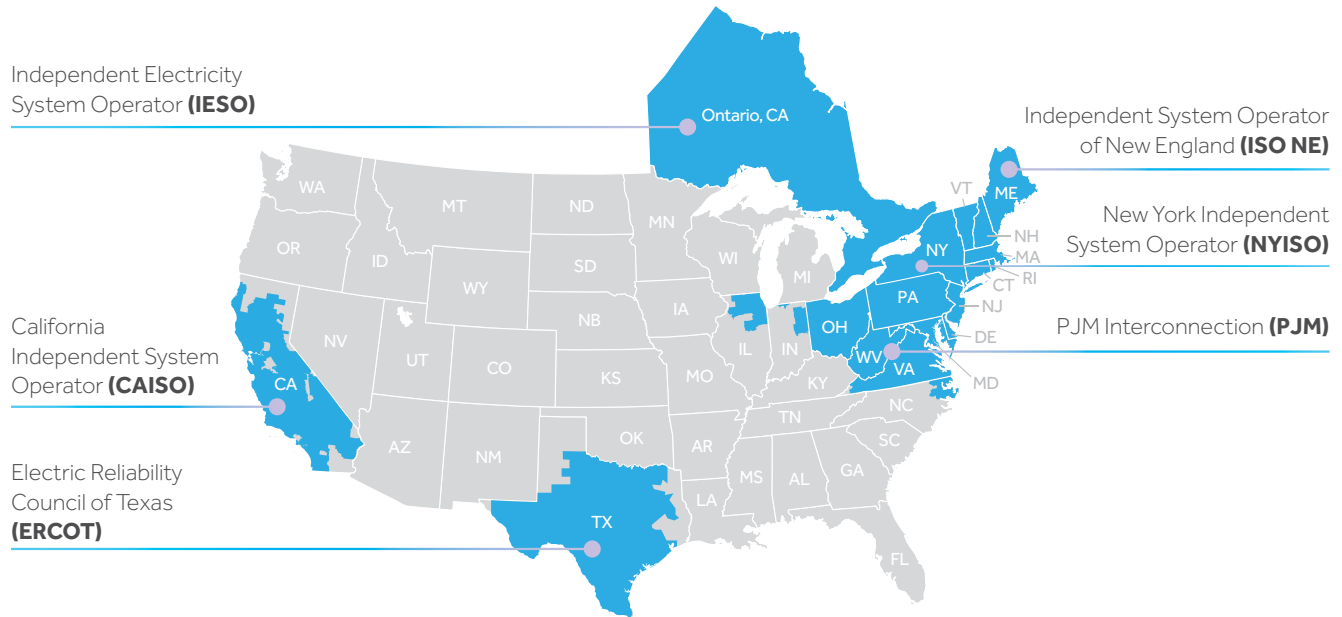 Independent Electricity
System Operator (IESO)
Ontario, CA
Independent System Operator
of New England (ISO NE)
New York Independent
System Operator (NYISO)
PJM Interconnection (PJM)
California
Independent System
Operator (CAISO)
Electric Reliability
Council of Texas
(ERCOT)
WA
MT
ND
MN
VT
ME
OR
ID
SD
WI
MI
NY
NH
MA
RI
CT
WY
IA
PA
NJ
NB
NV
UT
CO
IL
IN
OH
DE
WV
VA
MD
CA
KS
MO
KY
NC
TN
AZ
NM
OK
AR
SC
MS
AL
GA
LA
TX
FL